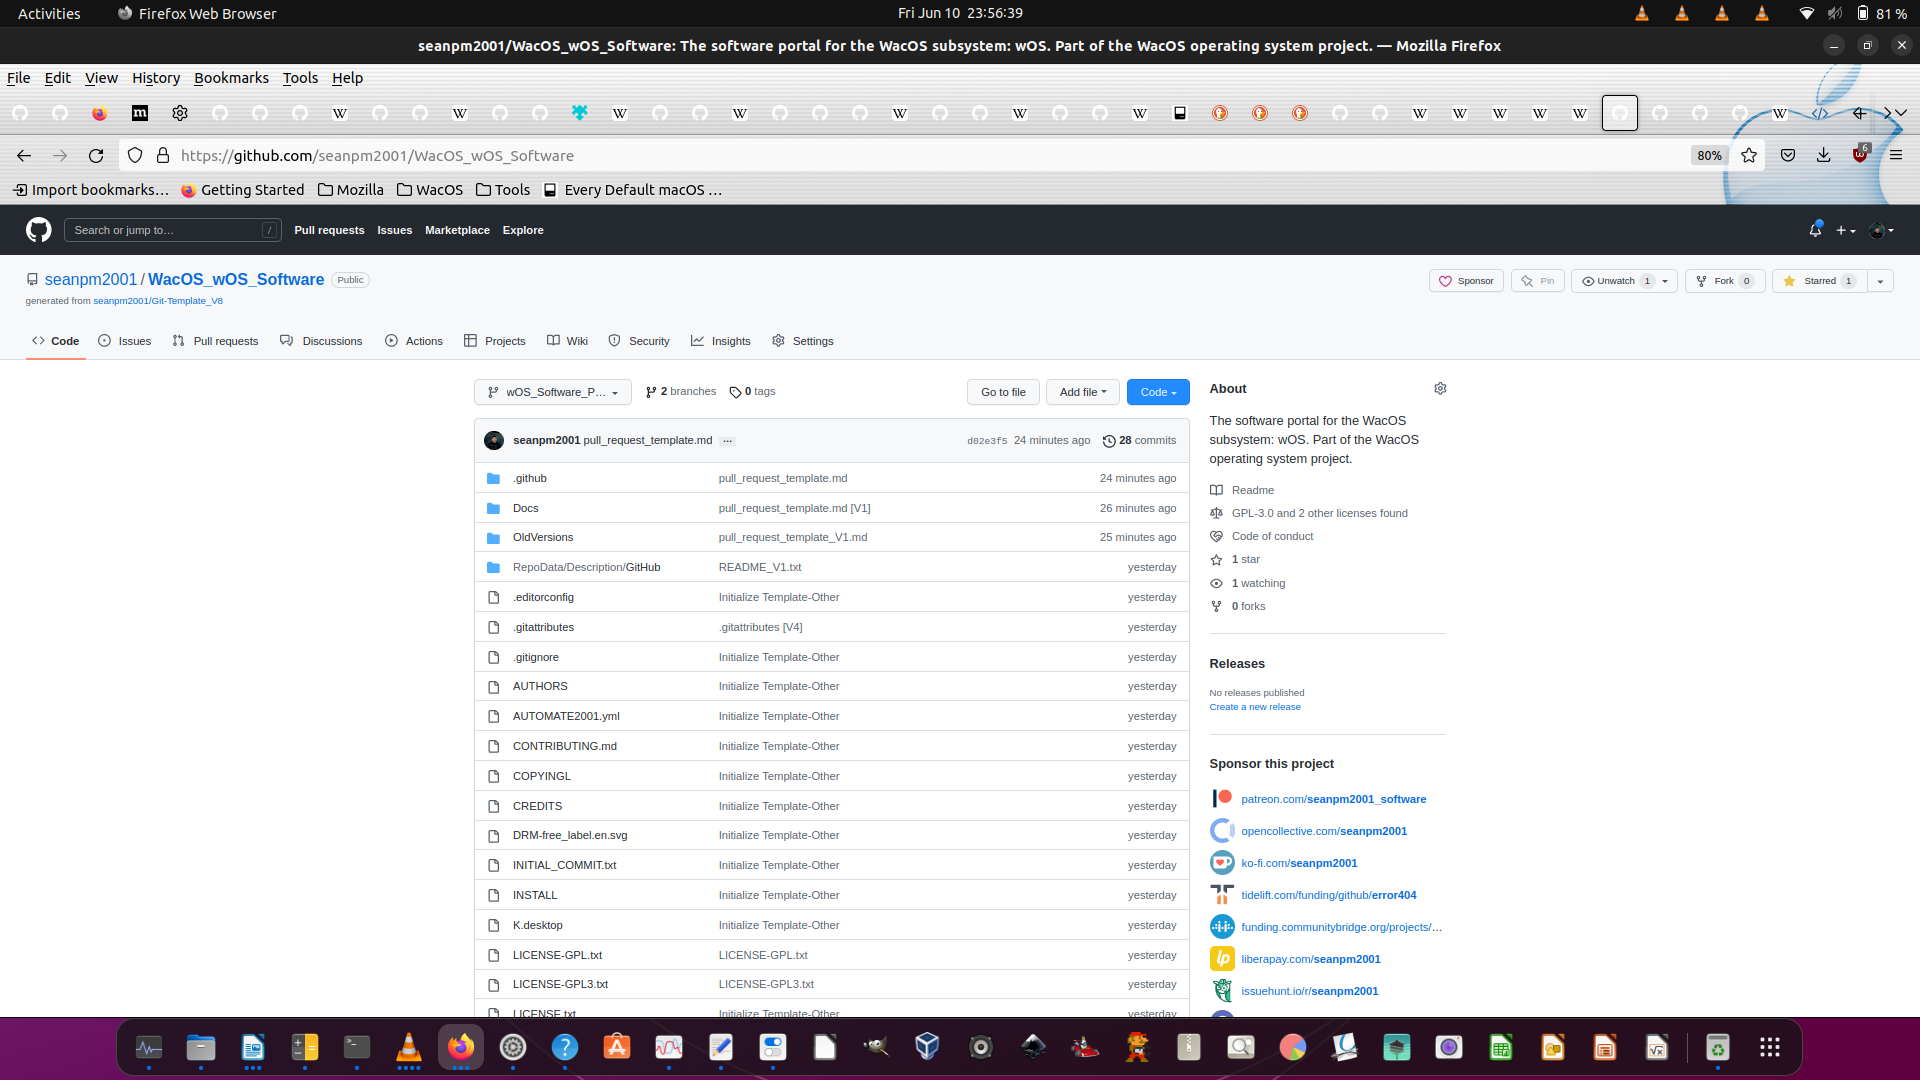 Activities Firefox Web Browser Fri Jun 10 23:56:39 81 %
seanpm2001/WacOS_wOS_Software: The software portal for the WacOS subsystem: wOS. Part of the WacOS operating system project. — Mozilla Firefox
File Edit View History Bookmarks Tools Help
https://github.com/seanpm2001/WacOS_wOS_Software 80% 6
Import bookmarks… Getting Started Mozilla WacOS Tools Every Default macOS …
Search or jump to… / Pull requests Issues Marketplace Explore
seanpm2001 / WacOS_wOS_Software Public Sponsor Pin Unwatch 1 Fork 0 Starred 1
generated from seanpm2001/Git-Template_V8
Code Issues Pull requests Discussions Actions Projects Wiki Security Insights Settings
wOS_Software_P… 2 branches 0 tags Go to file Add file Code
seanpm2001 pull_request_template.md ··· d02e3f5 24 minutes ago 28 commits
.github pull_request_template.md 24 minutes ago
Docs pull_request_template.md [V1] 26 minutes ago
OldVersions pull_request_template_V1.md 25 minutes ago
RepoData/Description/GitHub README_V1.txt yesterday
.editorconfig Initialize Template-Other yesterday
.gitattributes .gitattributes [V4] yesterday
.gitignore Initialize Template-Other yesterday
AUTHORS Initialize Template-Other yesterday
AUTOMATE2001.yml Initialize Template-Other yesterday
CONTRIBUTING.md Initialize Template-Other yesterday
COPYINGL Initialize Template-Other yesterday
CREDITS Initialize Template-Other yesterday
DRM-free_label.en.svg Initialize Template-Other yesterday
INITIAL_COMMIT.txt Initialize Template-Other yesterday
INSTALL Initialize Template-Other yesterday
K.desktop Initialize Template-Other yesterday
LICENSE-GPL.txt LICENSE-GPL.txt yesterday
LICENSE-GPL3.txt LICENSE-GPL3.txt yesterday
LICENSE.txt Initialize Template-Other yesterday
About
The software portal for the WacOS
subsystem: wOS. Part of the WacOS
operating system project.
Readme
GPL-3.0 and 2 other licenses found
Code of conduct
1 star
1 watching
0 forks
Releases
No releases published
Create a new release
Sponsor this project
patreon.com/seanpm2001_software
opencollective.com/seanpm2001
ko-fi.com/seanpm2001
tidelift.com/funding/github/error404
funding.communitybridge.org/projects/…
liberapay.com/seanpm2001
issuehunt.io/r/seanpm2001